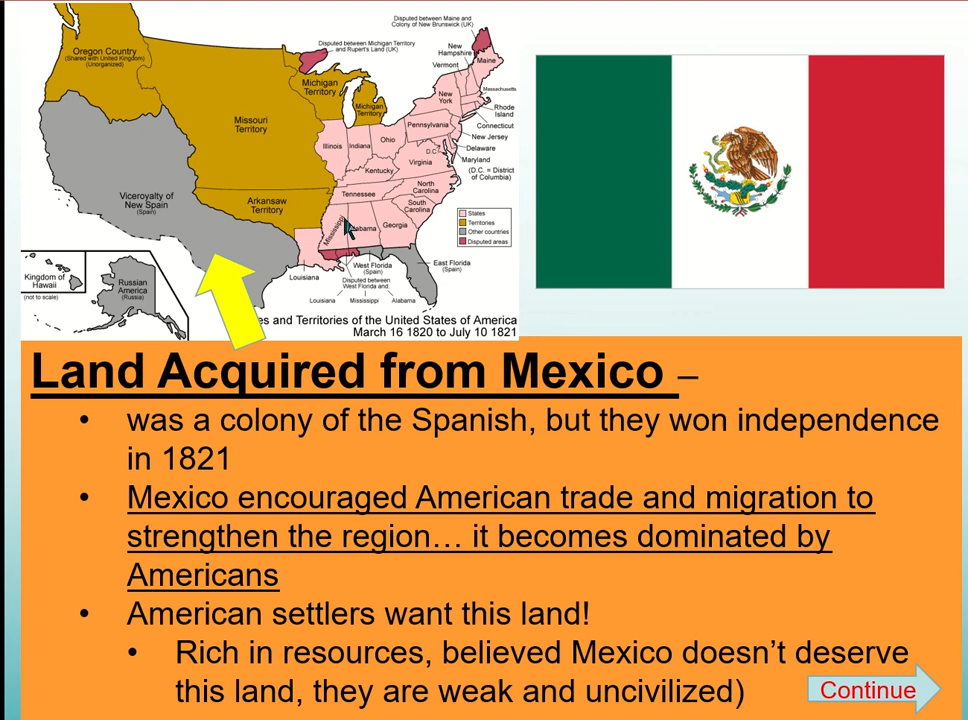 Disputed between Maine and
Colony of New Brunswick (UK)
Oregon Country
(Shared with United Kingdom)
(Unorganized)
Disputed between Michigan Territory
and Rupert's Land (UK)
New
Hampshire
Vermont
Maine
Michigan
Territory
Michigan
Territory
New
York
Massachusetts
Rhode
Island
Connecticut
New Jersey
Delaware
Maryland
(D.C. = District
of Columbia)
Missouri
Territory
Illinois
Indiana
Ohio
Pennsylvania
D.C.
Virginia
Kentucky
Viceroyalty of
New Spain
(Spain)
Arkansaw
Territory
Tennessee
North
Carolina
South
Carolina
Mississippi
labama
Georgia
States
Territories
Other countries
Disputed areas
Louisiana
West Florida
(Spain)
East Florida
(Spain)
Disputed between
West Florida and:
Louisiana Mississippi Alabama
Kingdom of
Hawaii
(not to scale)
Russian
America
(Russia)
es and Territories of the United States of America
March 16 1820 to July 10 1821
Land Acquired from Mexico –
• was a colony of the Spanish, but they won independence
in 1821
• Mexico encouraged American trade and migration to
strengthen the region… it becomes dominated by
Americans
• American settlers want this land!
• Rich in resources, believed Mexico doesn't deserve
this land, they are weak and uncivilized)
Continue